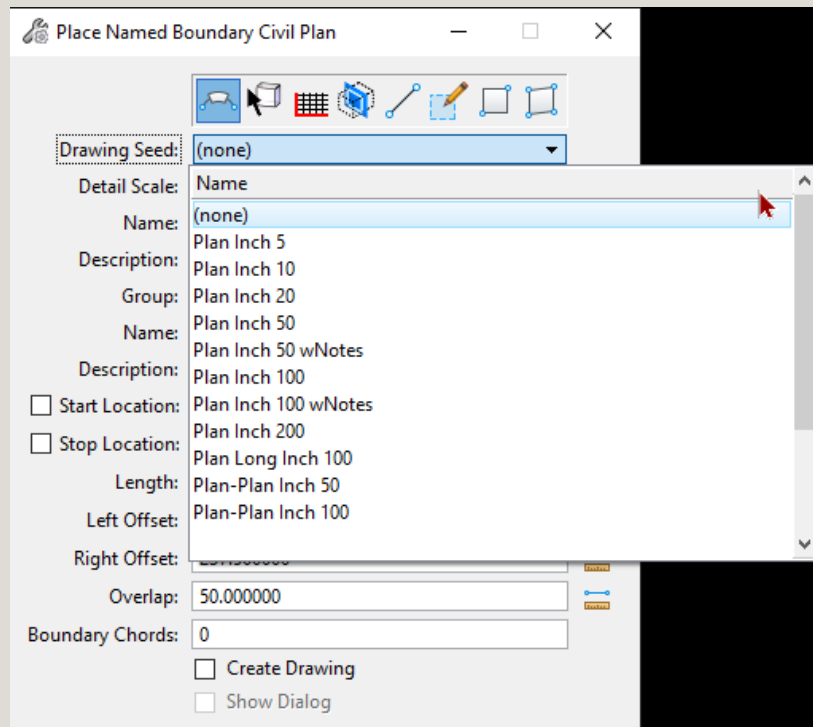 Place Named Boundary Civil Plan
Drawing Seed: (none)
Detail Scale: Name
(none)
Name:
Plan Inch 5
Description:
Plan Inch 10
Group: Plan Inch 20
Plan Inch 50
Name:
Plan Inch 50 wNotes
Description:
Plan Inch 100
Start Location: Plan Inch 100 wNotes
Plan Inch 200
Stop Location:
Plan Long Inch 100
Length:
Plan-Plan Inch 50
Left Offset:
Plan-Plan Inch 100
Right Offset:
Overlap: 50.000000
Boundary Chords: 0
Create Drawing
Show Dialog